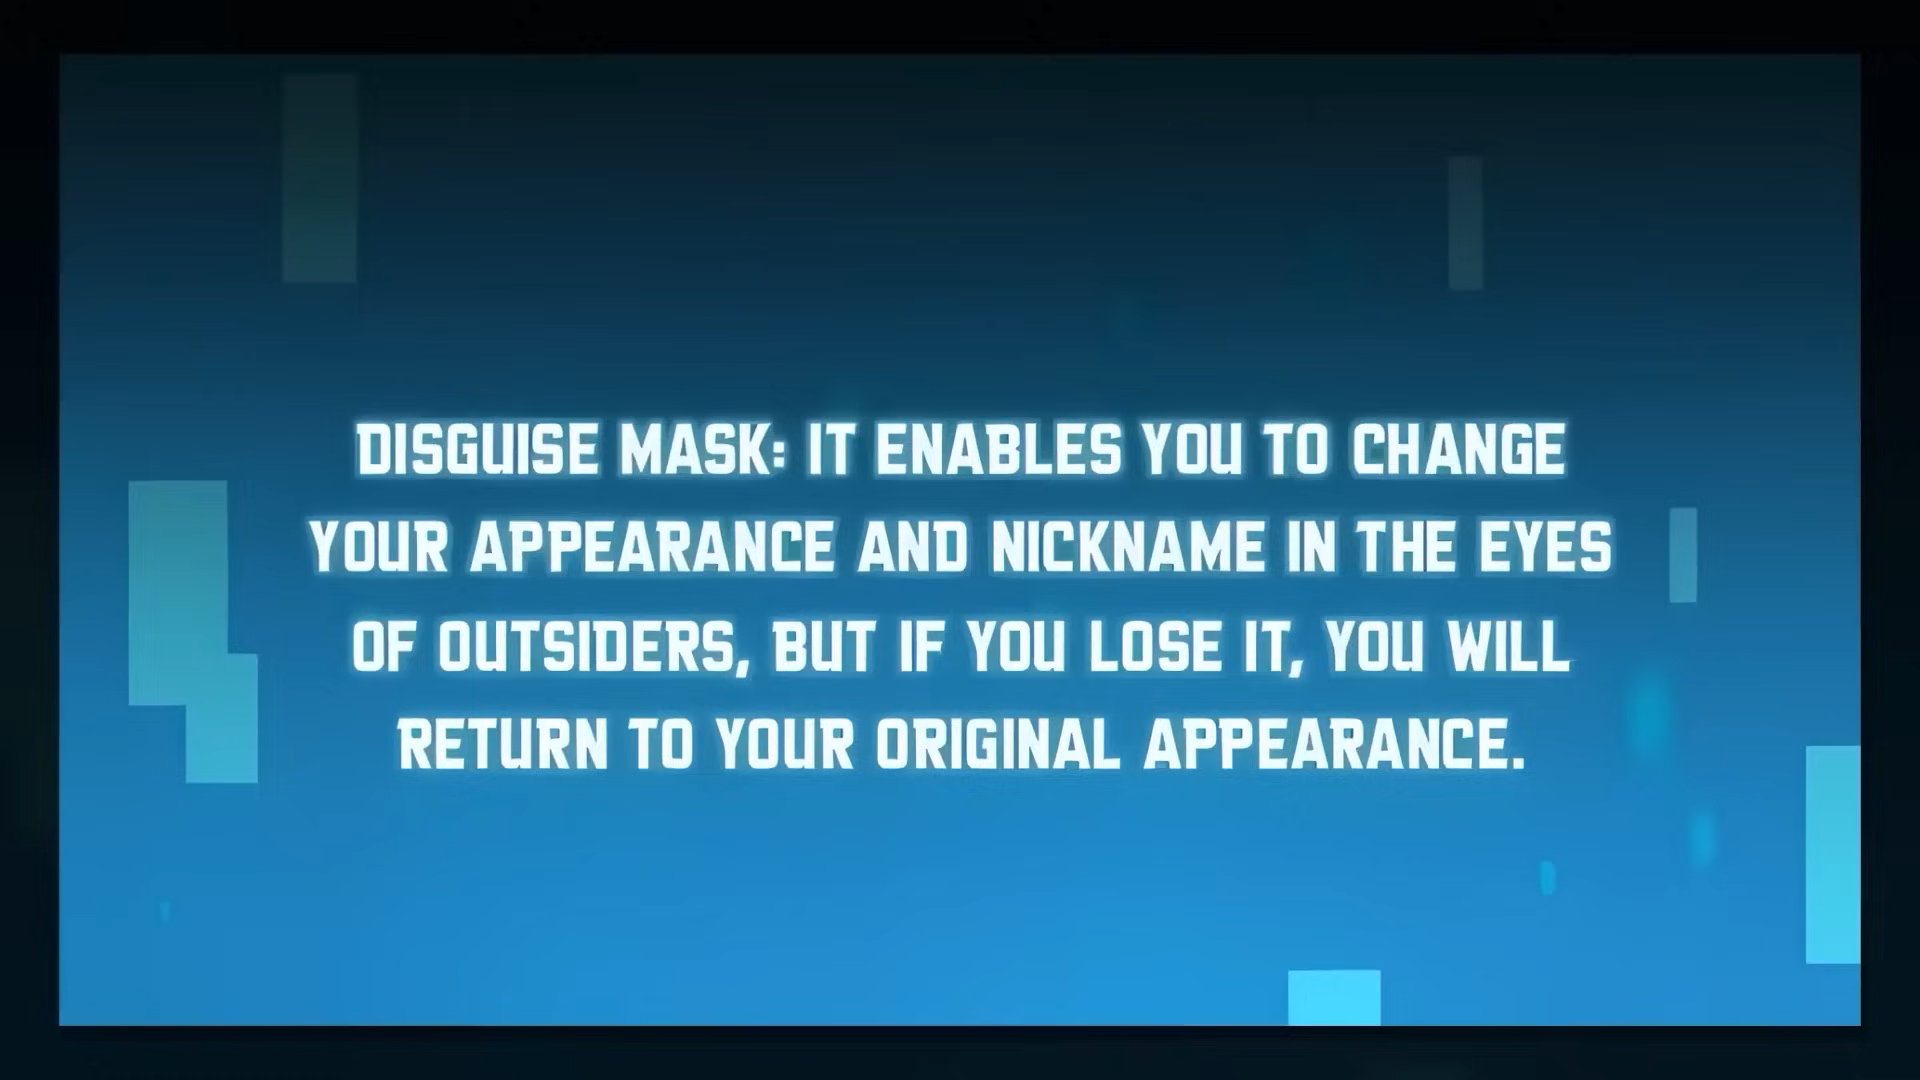 DISGUISE MASK: IT ENABLES YOU TO CHANGE
YOUR APPEARANCE AND NICKNAME IN THE EYES
OF OUTSIDERS, BUT IF YOU LOSE IT, YOU WILL
RETURN TO YOUR ORIGINAL APPEARANCE.